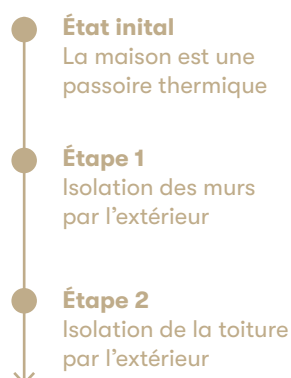 État inital
La maison est une
passoire thermique
Étape 1
Isolation des murs
par l’extérieur
Étape 2
Isolation de la toiture
par l’extérieur